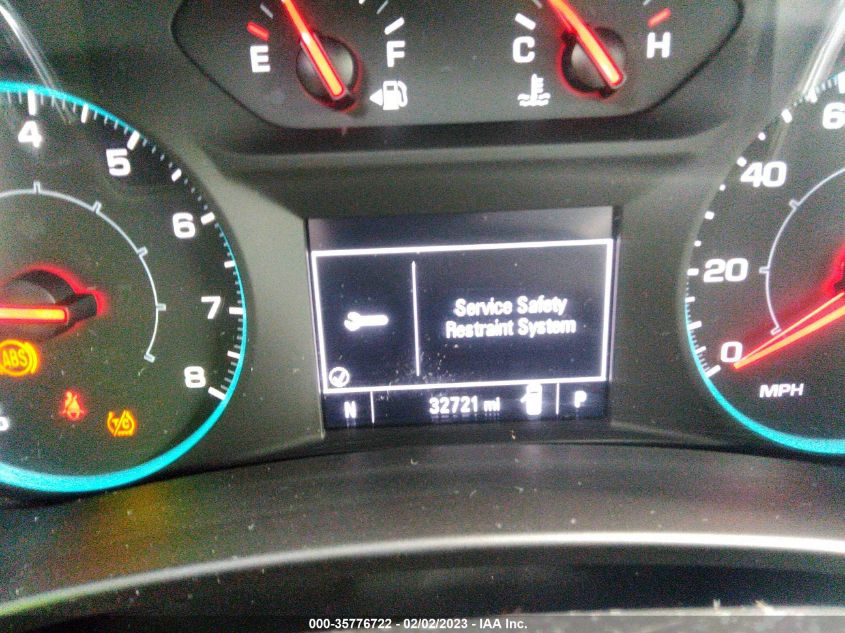 E F C H
4
5
6
7
8
ABS
60
40
20
0
MPH
Service Safety
Restraint System
N 32721 mi P
000-35776722 - 02/02/2023 - IAA Inc.